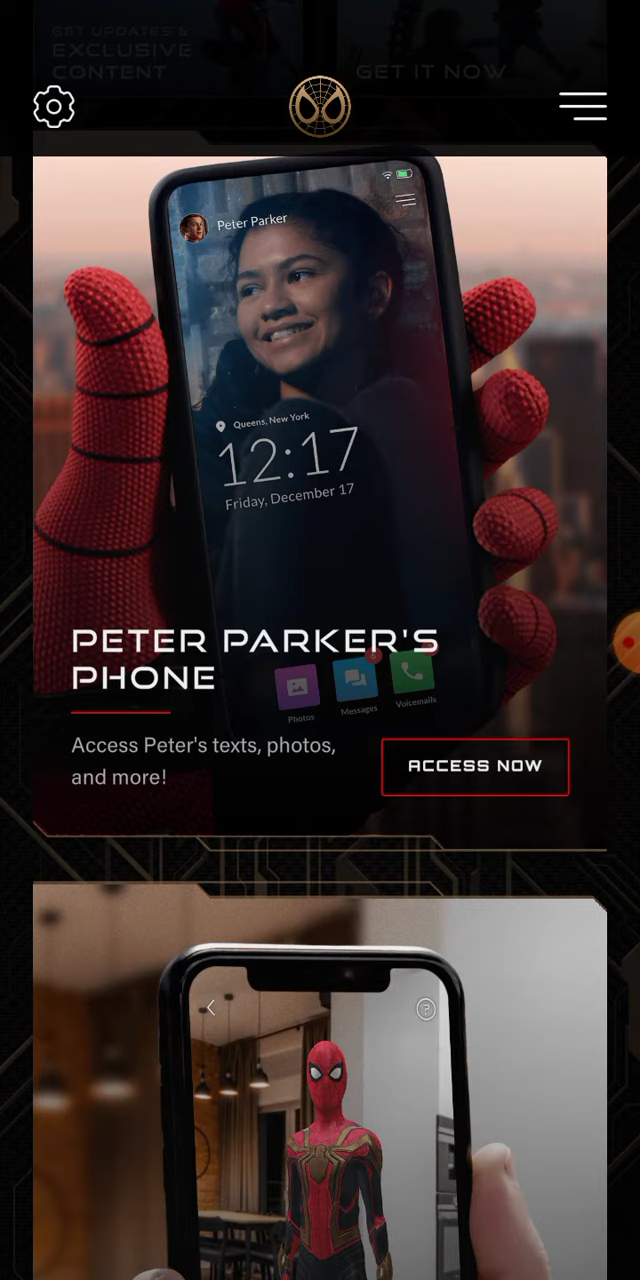 GET UPDATES &
EXCLUSIVE
CONTENT
GET IT NOW
Peter Parker
Queens, New York
12:17
Friday, December 17
PETER PARKER'S
PHONE
Photos
Messages
Voicemails
Access Peter's texts, photos,
and more!
ACCESS NOW
?